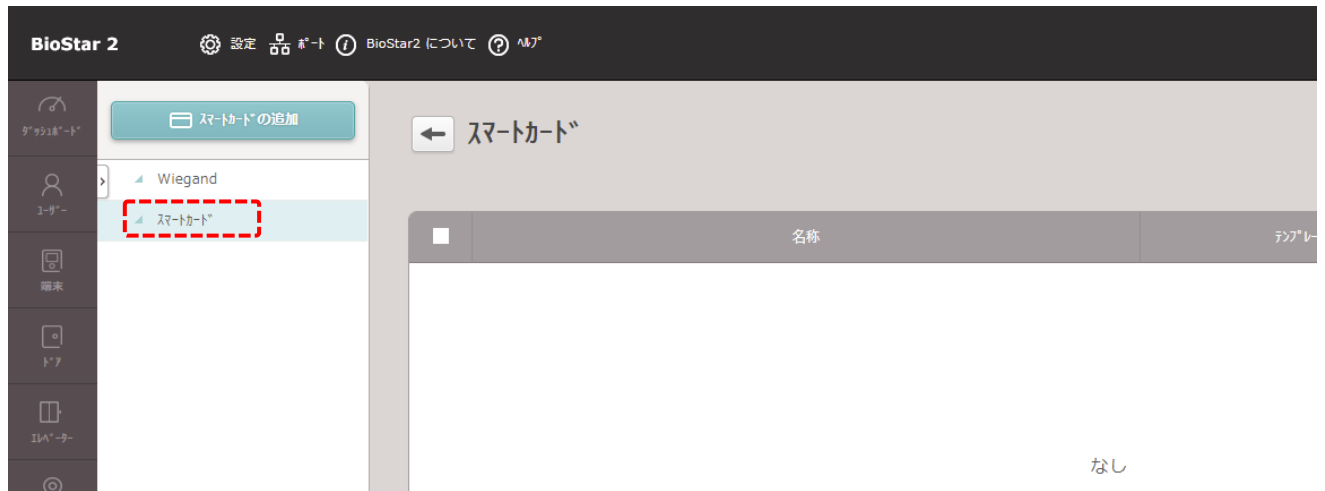 BioStar 2 設定 ﾎﾟｰﾄ BioStar2 について ﾍﾙﾌﾟ
ﾀﾞｯｼｭﾎﾞｰﾄﾞ
ﾕｰｻﾞｰ
端末
ﾄﾞｱ
ｴﾚﾍﾞｰﾀｰ
ｽﾏｰﾄｶｰﾄﾞの追加
Wiegand
ｽﾏｰﾄｶｰﾄﾞ
ｽﾏｰﾄｶｰﾄﾞ
名称 ﾃﾝﾌﾟﾚｰ
なし